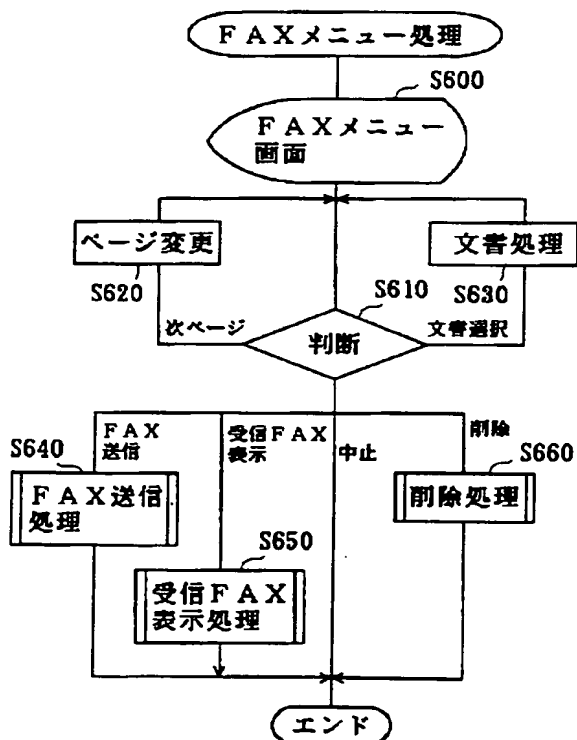 ＦＡＸメニュー処理
S600
ＦＡＸメニュー
画面
ページ変更
文書処理
S620
S630
S610
次ページ
文書選択
判断
ＦＡＸ
送信
受信ＦＡＸ
表示
中止
削除
S640
S660
ＦＡＸ送信
処理
削除処理
S650
受信ＦＡＸ
表示処理
エンド